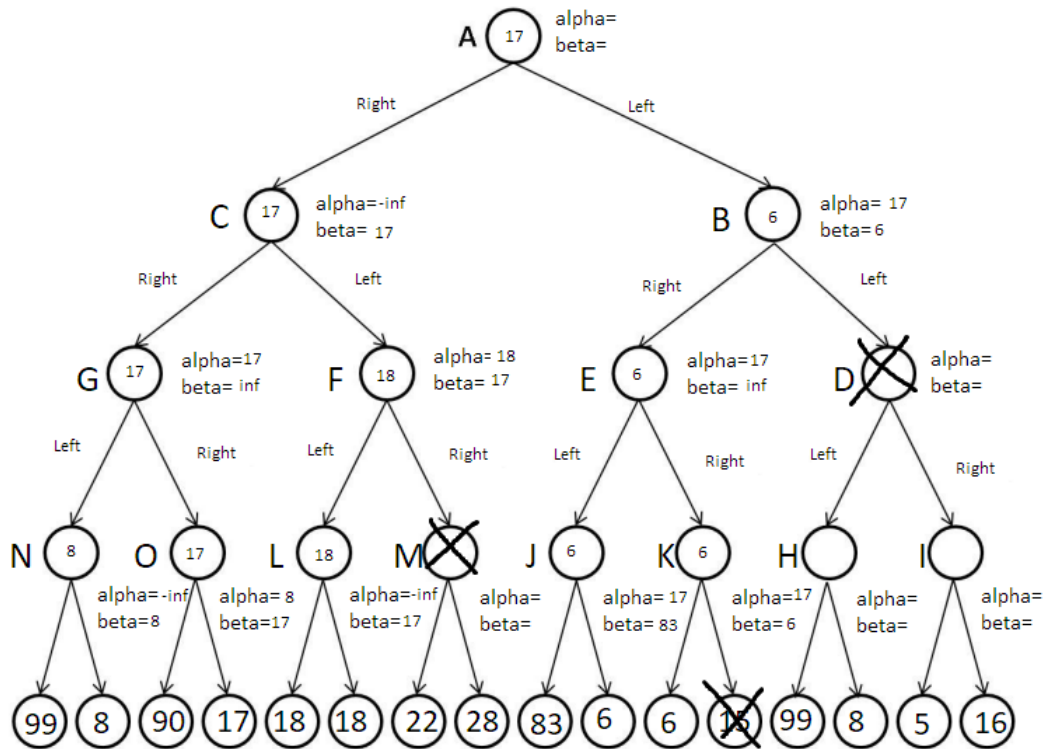 A 17 alpha=
beta=
Right Left
C 17 alpha=-inf
beta= 17
B 6 alpha= 17
beta= 6
Right Left Right Left
G 17 alpha=17
beta= inf
F 18 alpha= 18
beta= 17
E 6 alpha=17
beta= inf
D alpha=
beta=
Left Right Left Right Left Right Left Right
N 8 O 17 L 18 M J 6 K 6 H I
alpha=-inf
beta=8
alpha= 8
beta=17
alpha=-inf
beta=17
alpha=
beta=
alpha= 17
beta= 83
alpha=17
beta= 6
alpha=
beta=
alpha=
beta=
99 8 90 17 18 18 22 28 83 6 6 15 99 8 5 16